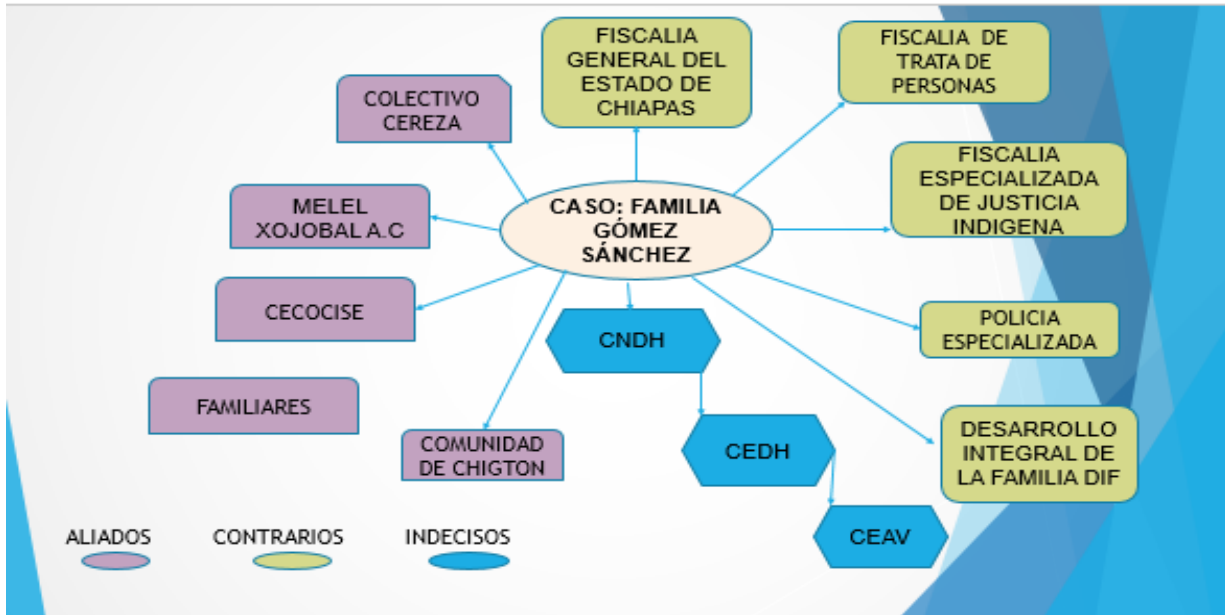 FISCALIA
GENERAL DEL
ESTADO DE
CHIAPAS
FISCALIA DE
TRATA DE
PERSONAS
COLECTIVO
CEREZA
FISCALIA
ESPECIALIZADA
DE JUSTICIA
INDIGENA
MELEL
XOJOBAL A.C
CASO: FAMILIA
GÓMEZ
SÁNCHEZ
CECOCISE
CNDH
POLICIA
ESPECIALIZADA
FAMILIARES
COMUNIDAD
DE CHIGTON
CEDH
DESARROLLO
INTEGRAL DE
LA FAMILIA DIF
CEAV
ALIADOS
CONTRARIOS
INDECISOS